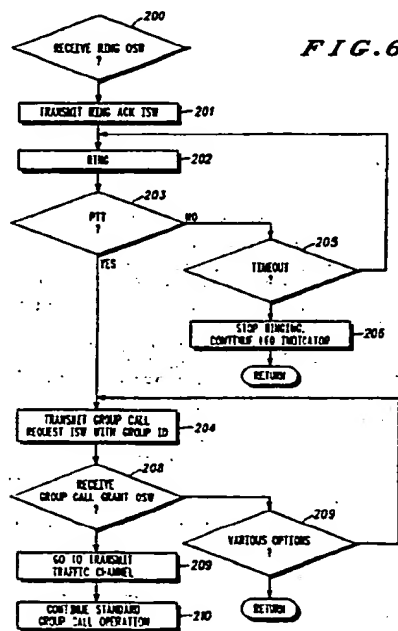 FIG.6
200
RECEIVE RING OSW
?
TRANSMIT RING ACK ISW
201
RING
202
203
PTT
?
NO
YES
205
TIMEOUT
?
STOP RINGING,
CONTINUE LED INDICATOR
206
RETURN
TRANSMIT GROUP CALL
REQUEST ISW WITH GROUP ID
204
208
RECEIVE
GROUP CALL GRANT OSW
?
209
VARIOUS OPTIONS
?
GO TO TRANSMIT
TRAFFIC CHANNEL
209
RETURN
CONTINUE STANDARD
GROUP CALL OPERATION
210